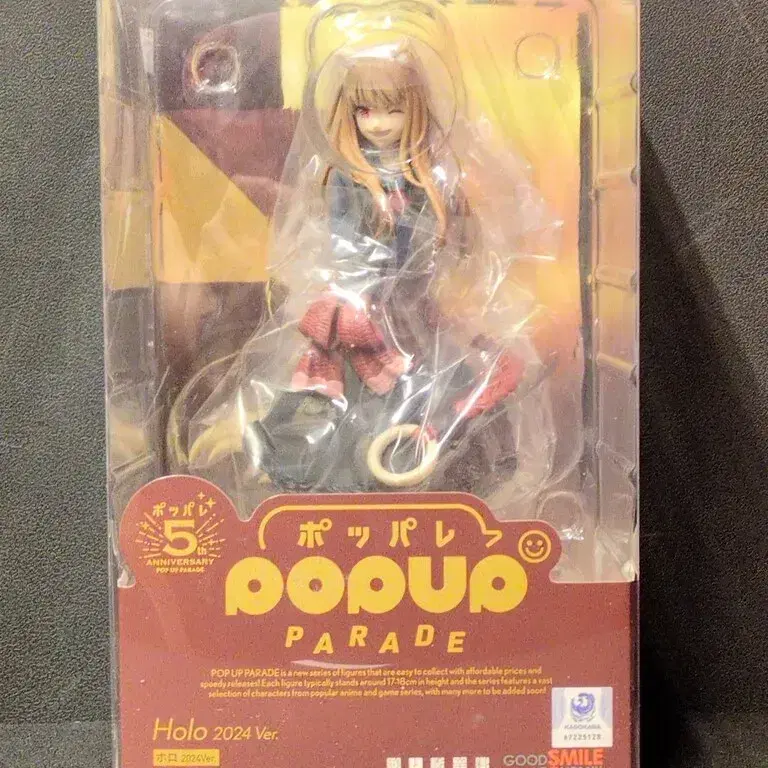 ポッパレ
5th
ANNIVERSARY
POP UP PARADE
ポッパレ
POPUP
PARADE
POP UP PARADE is a new series of figures that are easy to collect with affordable prices and
speedy releases! Each figure typically stands around 17-18cm in height and the series features a vast
selection of characters from popular anime and game series, with many more to be added soon!
Holo 2024 Ver.
ホロ 2024Ver.
KADOKAWA
GOODSMILE